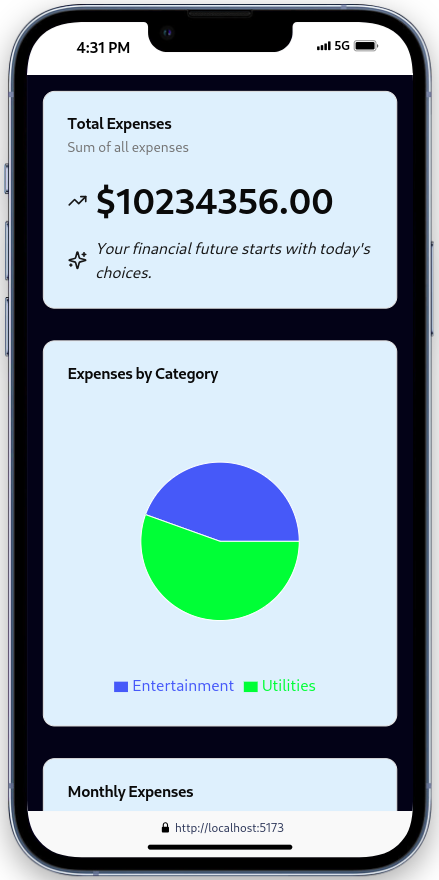 4:31 PM
5G
Total Expenses
Sum of all expenses
$10234356.00
Your financial future starts with today's
choices.
Expenses by Category
Entertainment
Utilities
Monthly Expenses
http://localhost:5173